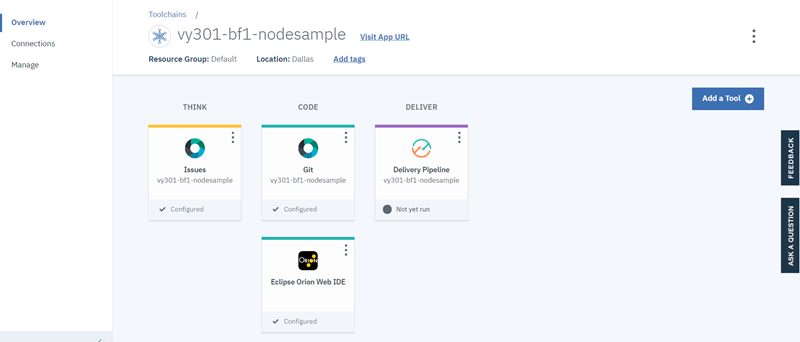 Overview
Connections
Manage
Toolchains /
vy301-bf1-nodesample Visit App URL
Resource Group: Default Location: Dallas Add tags
Add a Tool
THINK CODE DELIVER
Issues
vy301-bf1-nodesample
Configured
Git
vy301-bf1-nodesample
Configured
Delivery Pipeline
vy301-bf1-nodesample
Not yet run
ORION
Eclipse Orion Web IDE
Configured
FEEDBACK
ASK A QUESTION